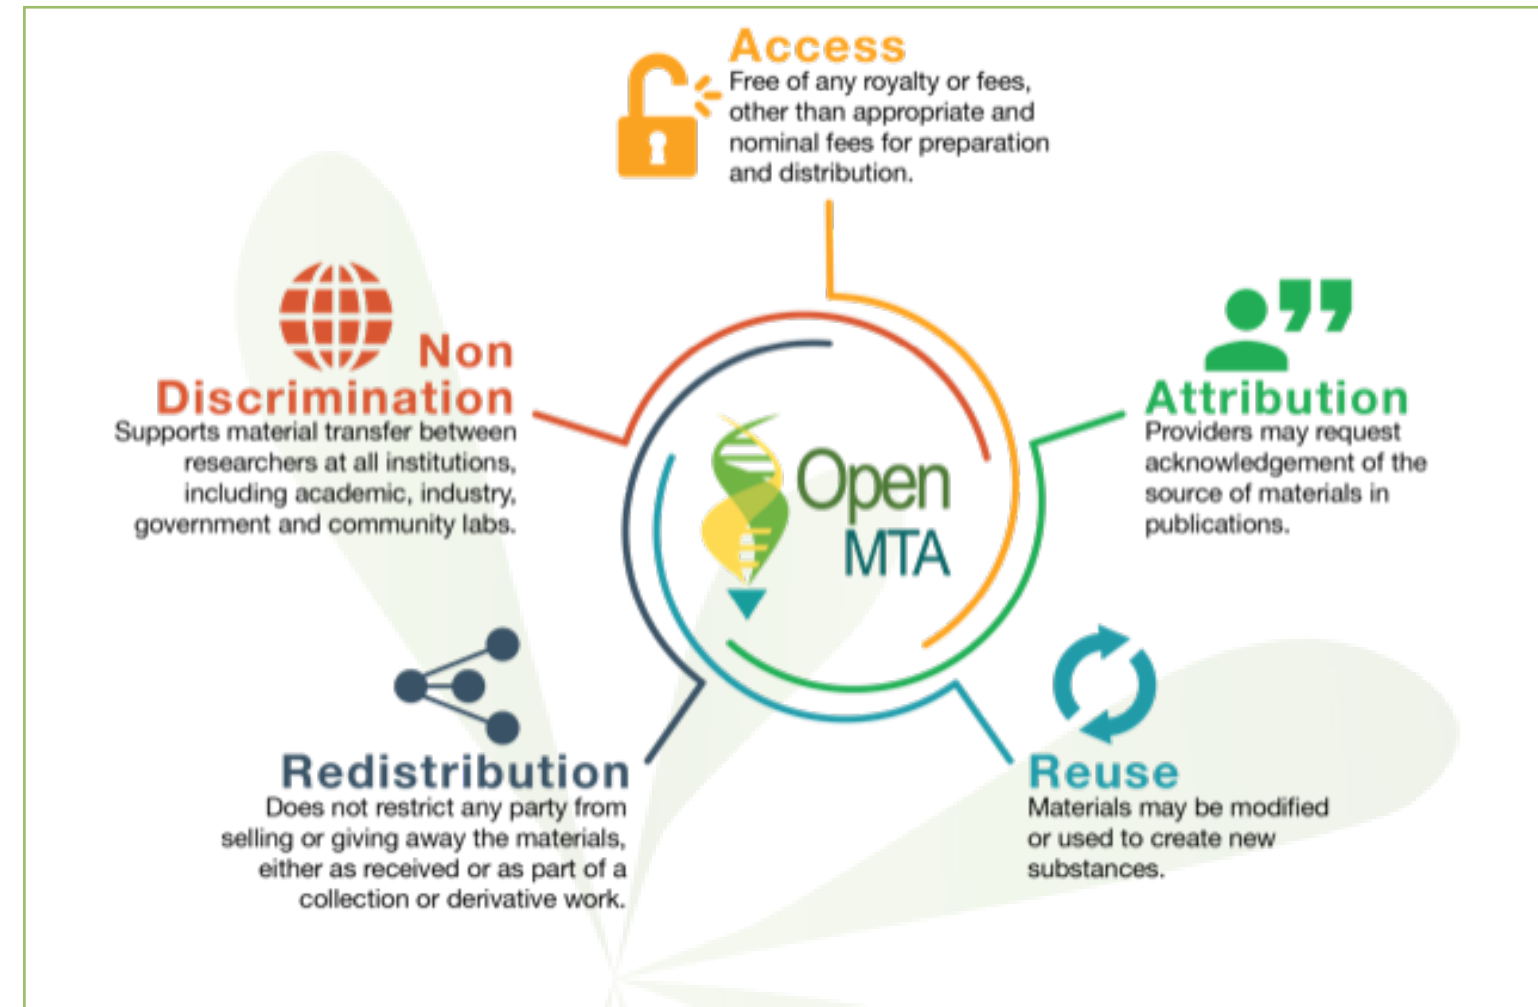 Access
Free of any royalty or fees,
other than appropriate and
nominal fees for preparation
and distribution.
Non
Discrimination
Supports material transfer between
researchers at all institutions,
including academic, industry,
government and community labs.
Attribution
Providers may request
acknowledgement of the
source of materials in
publications.
Open
MTA
Redistribution
Does not restrict any party from
selling or giving away the materials,
either as received or as part of a
collection or derivative work.
Reuse
Materials may be modified
or used to create new
substances.